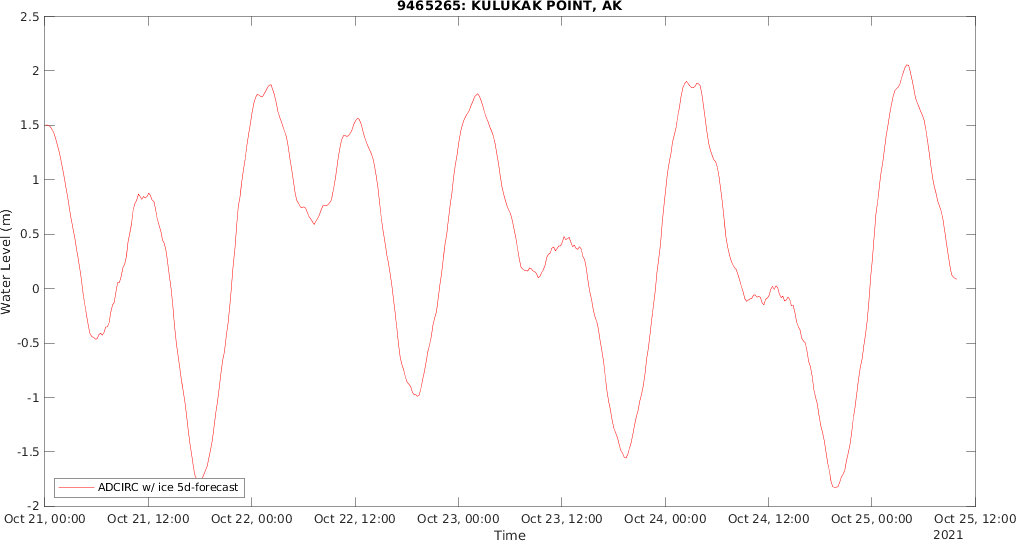 9465265: KULUKAK POINT, AK
Water Level (m)
2.5
2
1.5
1
0.5
0
-0.5
-1
-1.5
-2
ADCIRC w/ ice 5d-forecast
Oct 21, 00:00
Oct 21, 12:00
Oct 22, 00:00
Oct 22, 12:00
Oct 23, 00:00
Oct 23, 12:00
Oct 24, 00:00
Oct 24, 12:00
Oct 25, 00:00
Oct 25, 12:00
Time
2021